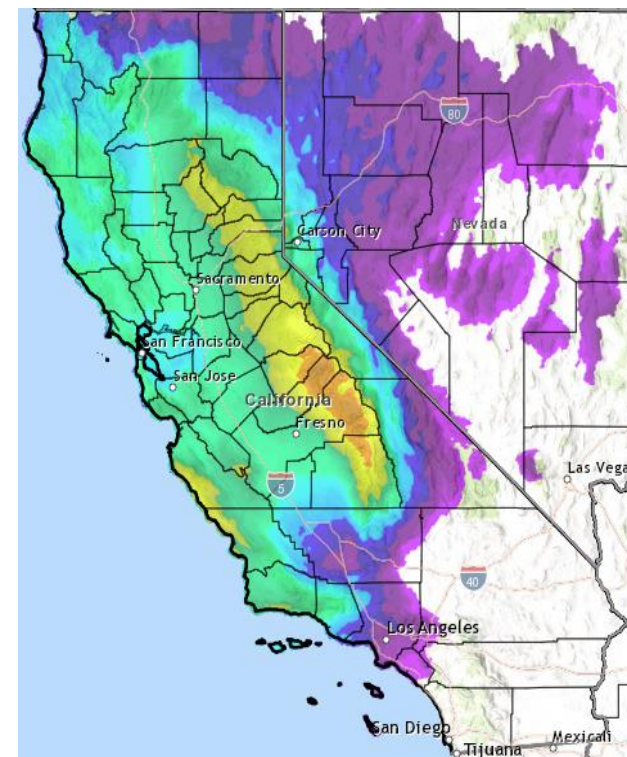 80
Nevada
Carson City
Sacramento
San Francisco
San Jose
California
Fresno
5
Las Vega
40
Los Angeles
San Diego
Tijuana
Mexicali